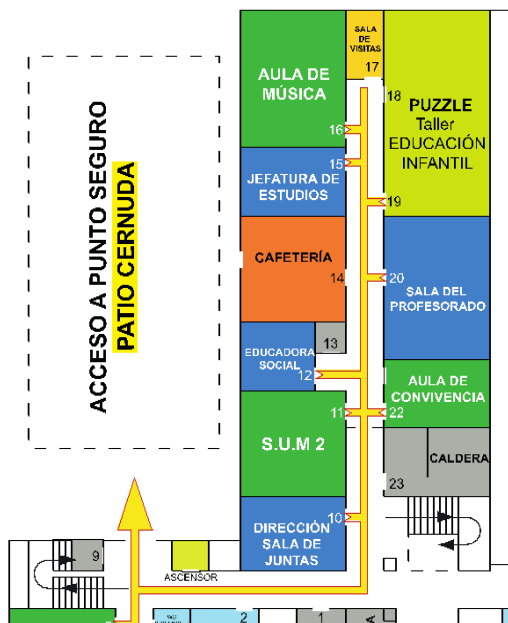 ACCESO A PUNTO SEGURO
PATIO CERNUDA
SALA
DE
VISITAS
17
AULA DE
MÚSICA
16
18
PUZZLE
Taller
EDUCACIÓN
INFANTIL
15
JEFATURA DE
ESTUDIOS
19
CAFETERÍA
14
20
SALA DEL
PROFESORADO
13
EDUCADORA
SOCIAL
12
AULA DE
CONVIVENCIA
11
22
S.U.M 2
CALDERA
23
10
DIRECCIÓN
SALA DE
JUNTAS
9
ASCENSOR
2
1